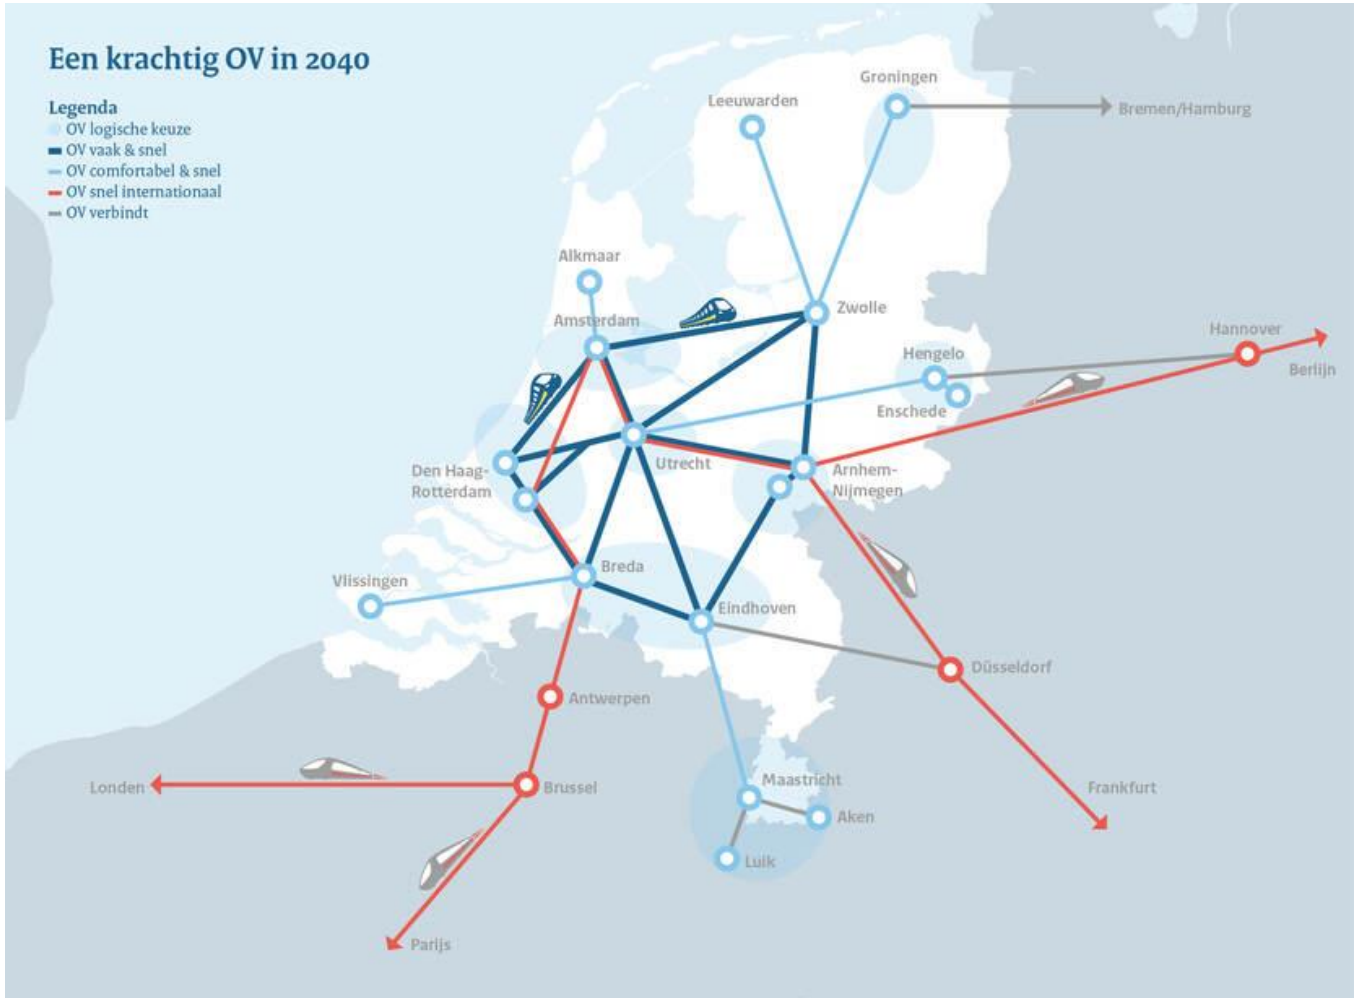 Een krachtig OV in 2040
Legenda
OV logische keuze
OV vaak & snel
OV comfortabel & snel
OV snel internationaal
OV verbindt
Groningen
Leeuwarden
Bremen/Hamburg
Alkmaar
Amsterdam
Zwolle
Hannover
Hengelo
Berlijn
Enschede
Utrecht
Den Haag-
Rotterdam
Arnhem-
Nijmegen
Breda
Vlissingen
Eindhoven
Düsseldorf
Antwerpen
Maastricht
Londen
Brussel
Frankfurt
Aken
Luik
Parijs